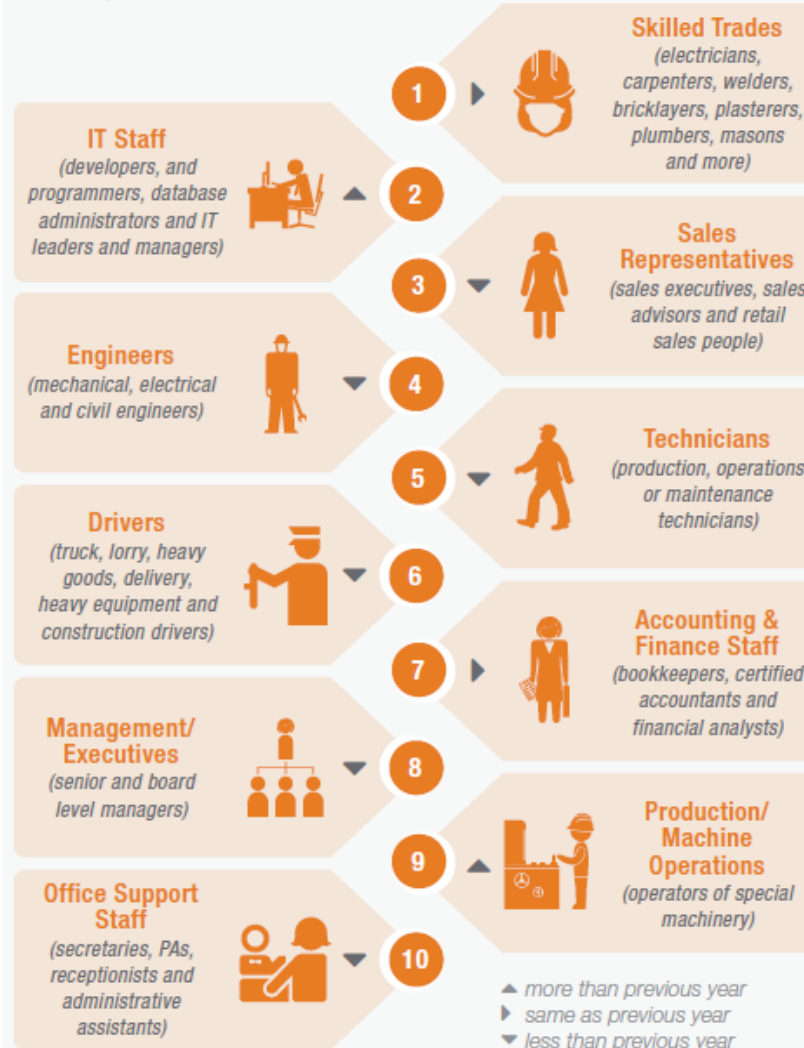 1
Skilled Trades
(electricians,
carpenters, welders,
bricklayers, plasterers,
plumbers, masons
and more)
IT Staff
(developers, and
programmers, database
administrators and IT
leaders and managers)
2
3
Sales
Representatives
(sales executives, sales
advisors and retail
sales people)
Engineers
(mechanical, electrical
and civil engineers)
4
5
Technicians
(production, operations
or maintenance
technicians)
Drivers
(truck, lorry, heavy
goods, delivery,
heavy equipment and
construction drivers)
6
7
Accounting &
Finance Staff
(bookkeepers, certified
accountants and
financial analysts)
Management/
Executives
(senior and board
level managers)
8
9
Production/
Machine
Operations
(operators of special
machinery)
Office Support
Staff
(secretaries, PAs,
receptionists and
administrative
assistants)
10
▲ more than previous year
▶ same as previous year
▼ less than previous year